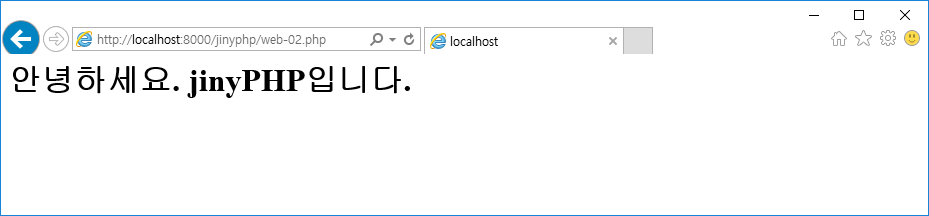 http://localhost:8000/jinyphp/web-02.php
localhost
안녕하세요. jinyPHP입니다.